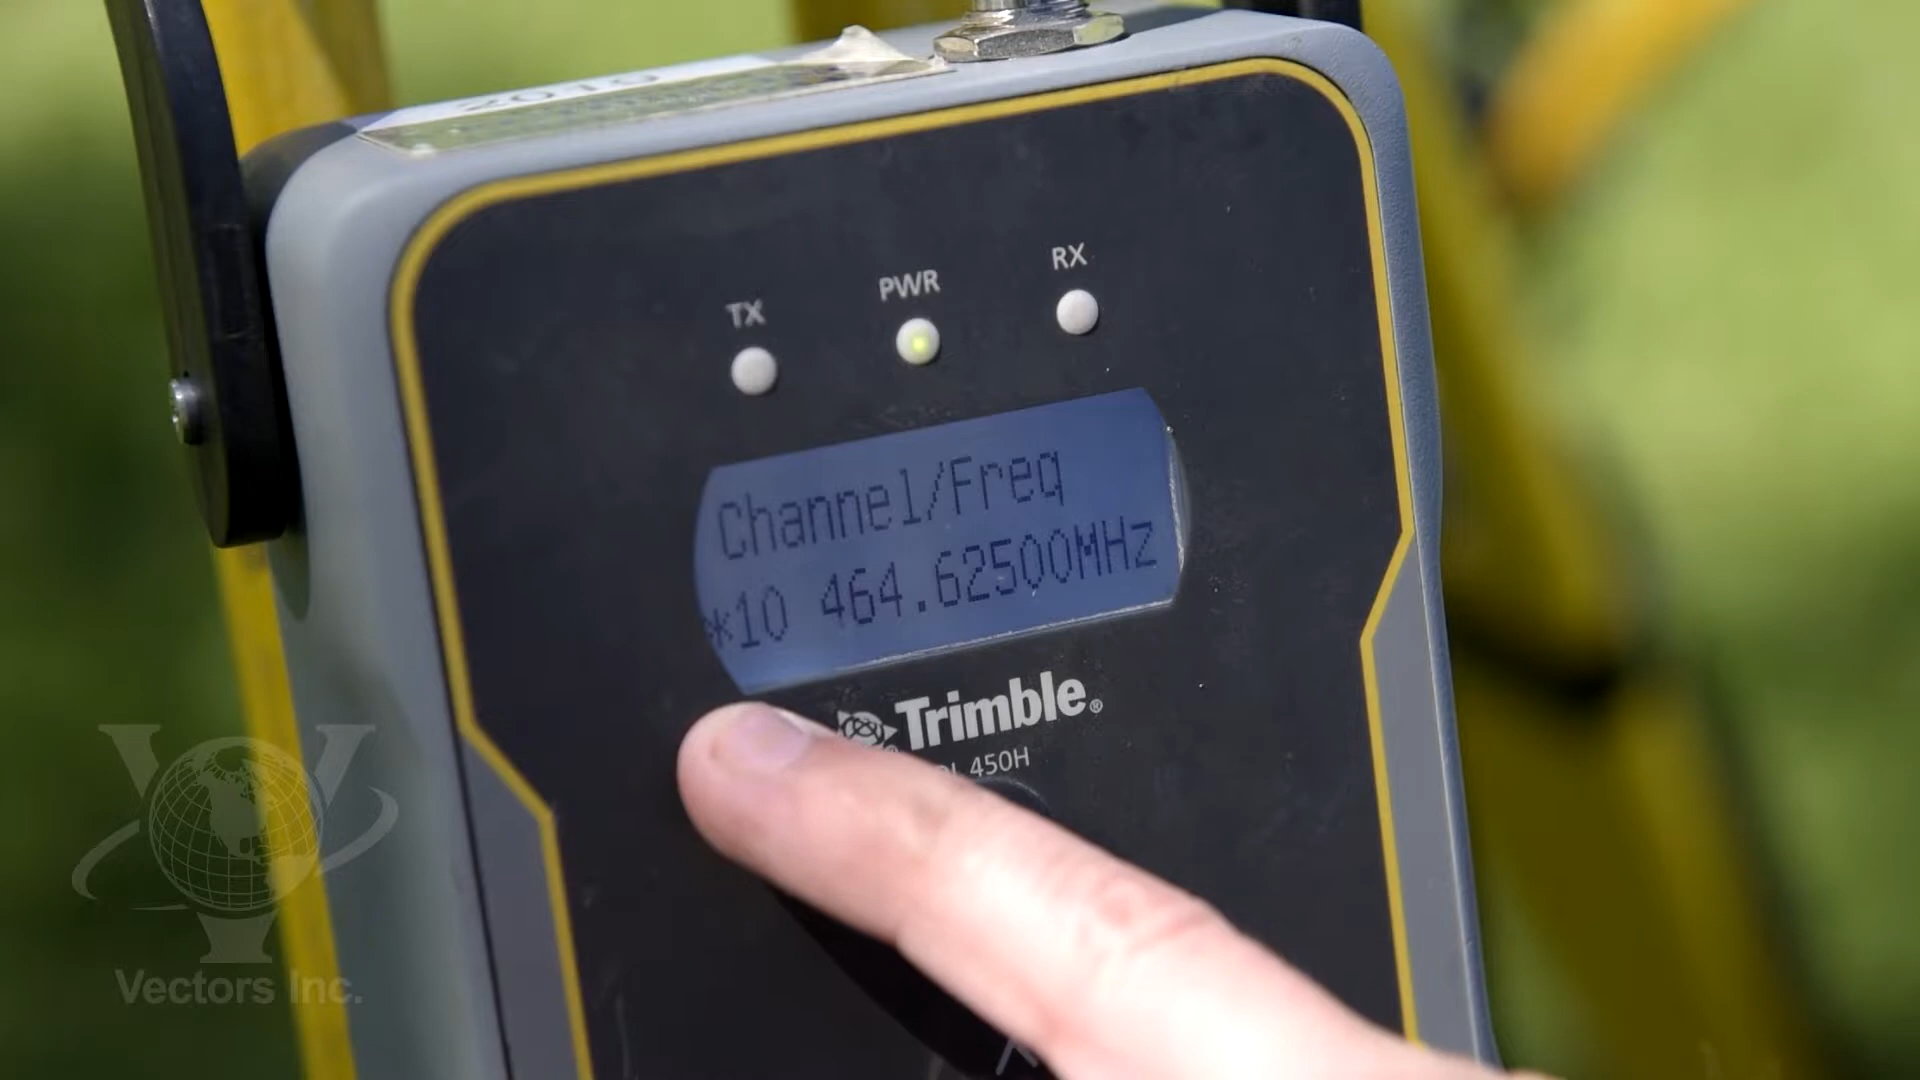 TX
PWR
RX
Channel/Freq
*10 464.62500MHz
Trimble®
450H
Vectors Inc.